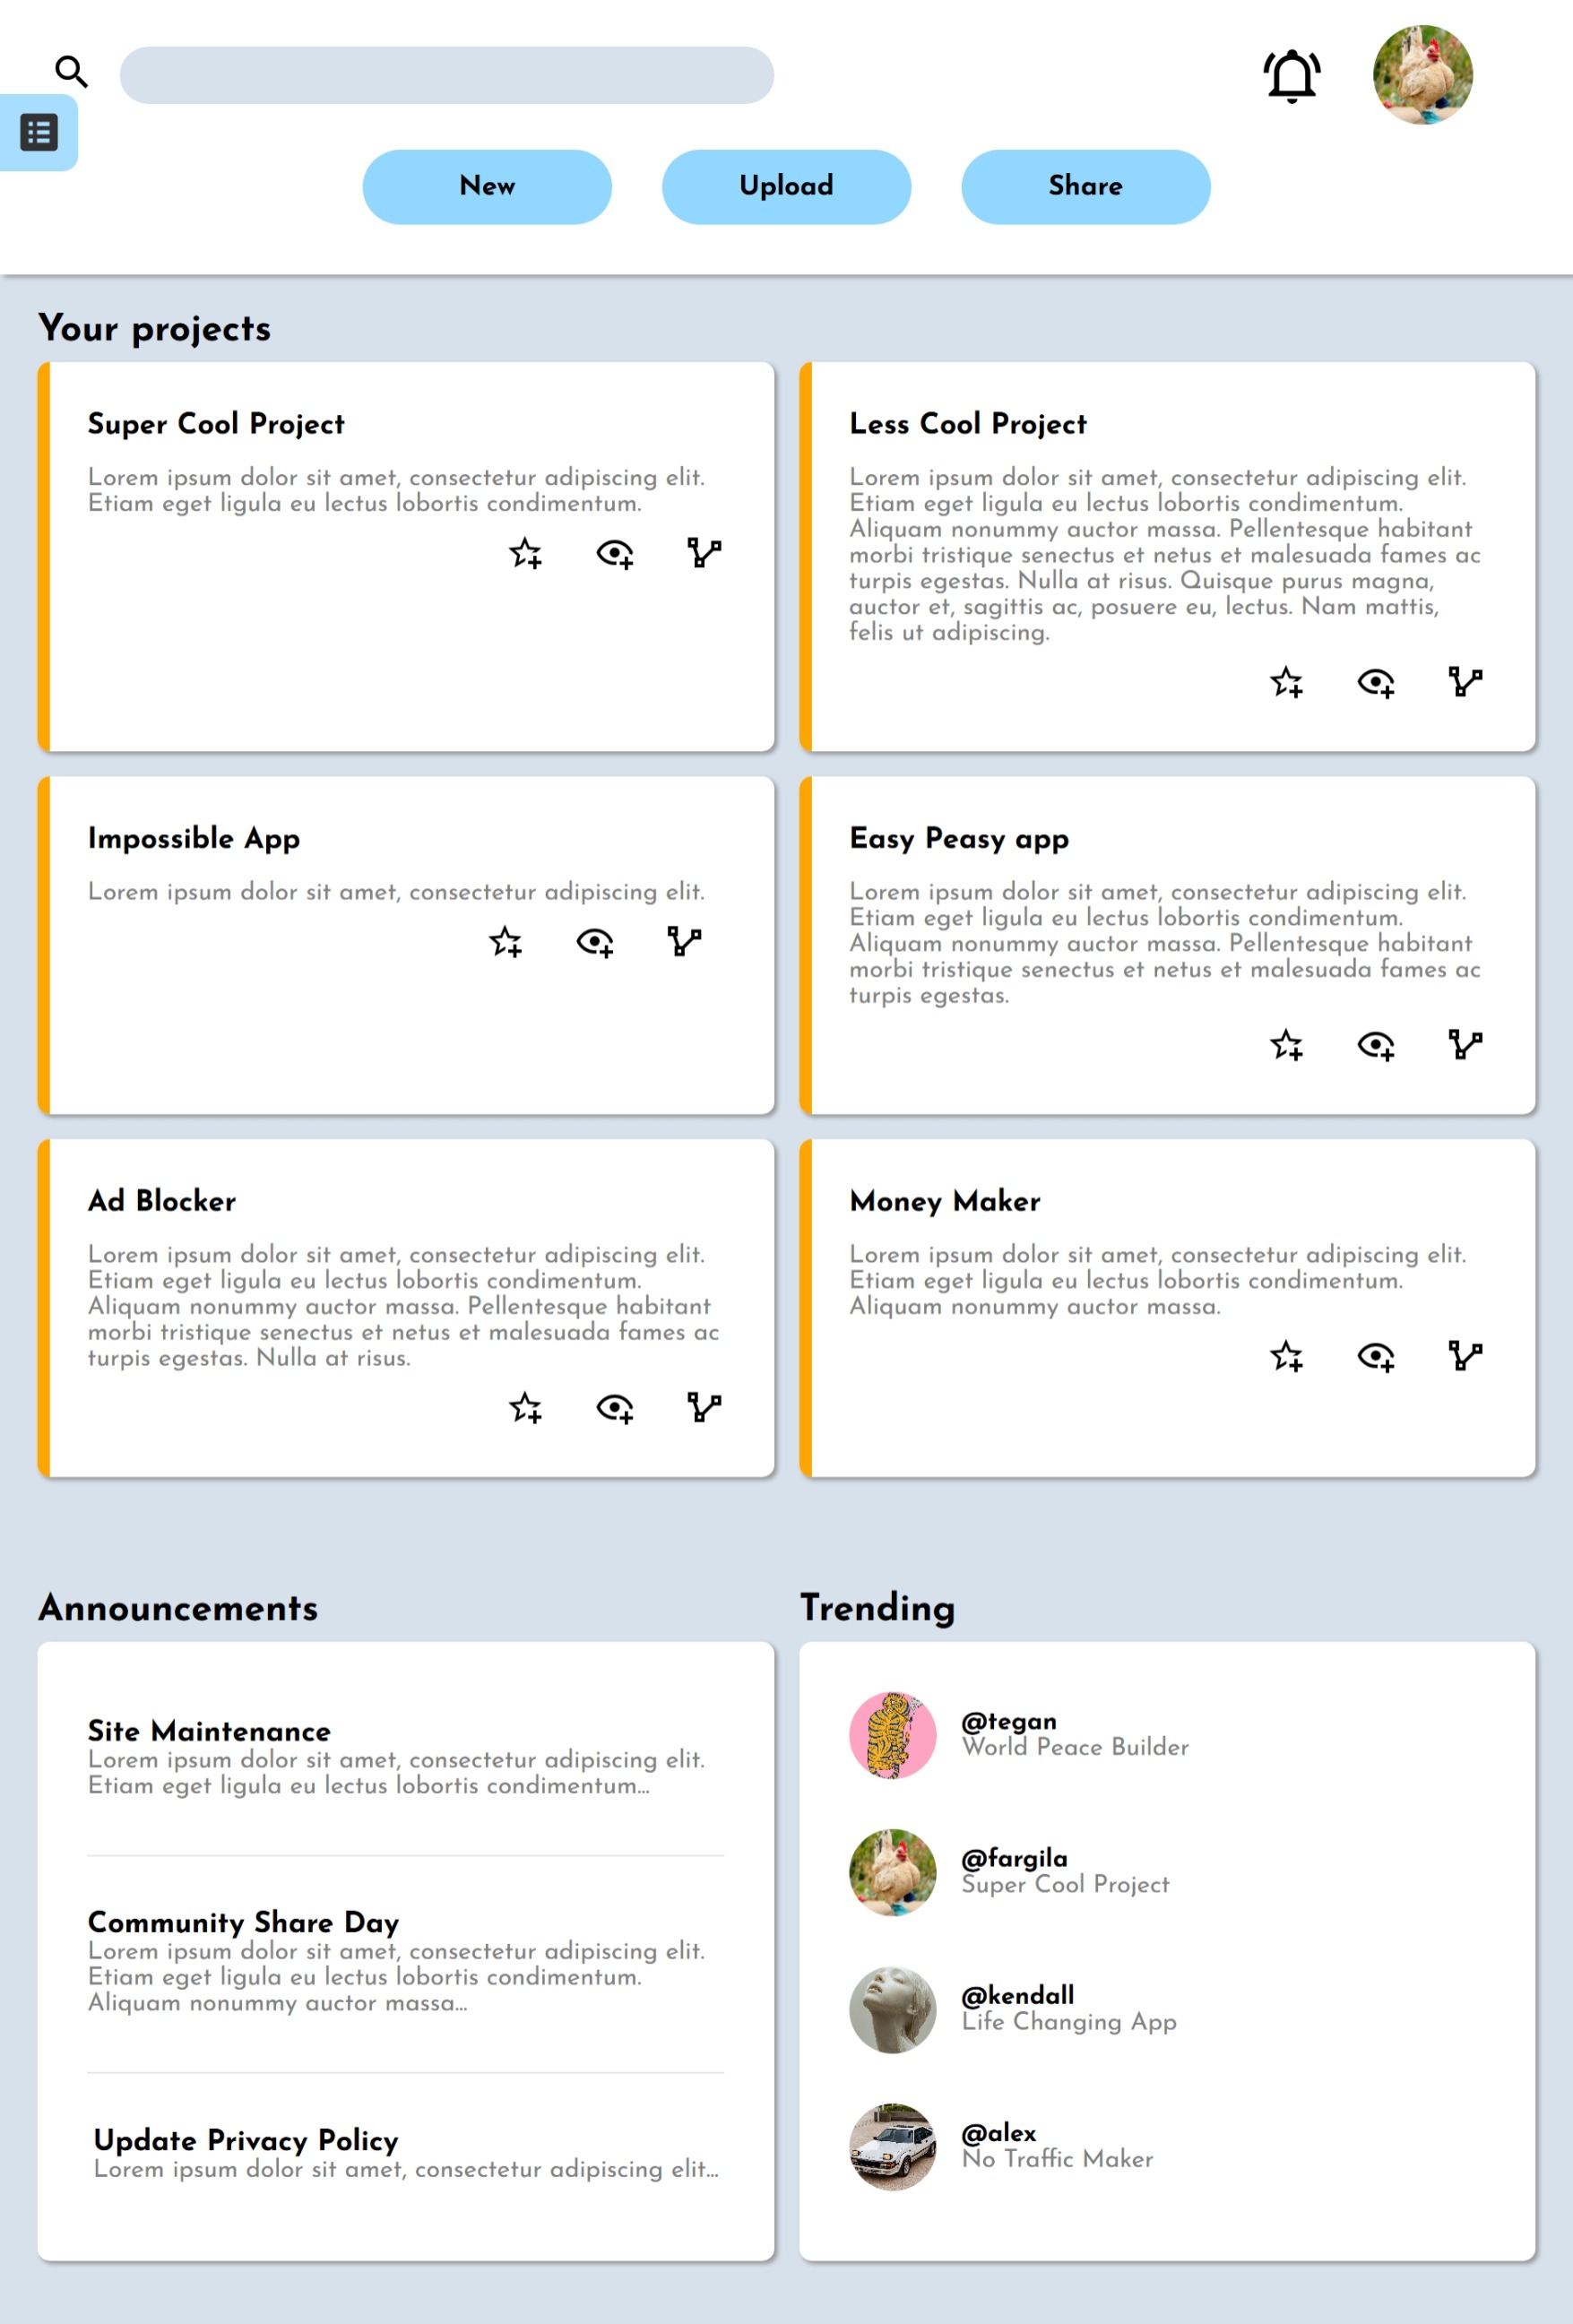 New
Upload
Share
Your projects
Super Cool Project
Lorem ipsum dolor sit amet, consectetur adipiscing elit.
Etiam eget ligula eu lectus lobortis condimentum.
Less Cool Project
Lorem ipsum dolor sit amet, consectetur adipiscing elit.
Etiam eget ligula eu lectus lobortis condimentum.
Aliquam nonummy auctor massa. Pellentesque habitant
morbi tristique senectus et netus et malesuada fames ac
turpis egestas. Nulla at risus. Quisque purus magna,
auctor et, sagittis ac, posuere eu, lectus. Nam mattis,
felis ut adipiscing.
Impossible App
Lorem ipsum dolor sit amet, consectetur adipiscing elit.
Easy Peasy app
Lorem ipsum dolor sit amet, consectetur adipiscing elit.
Etiam eget ligula eu lectus lobortis condimentum.
Aliquam nonummy auctor massa. Pellentesque habitant
morbi tristique senectus et netus et malesuada fames ac
turpis egestas.
Ad Blocker
Lorem ipsum dolor sit amet, consectetur adipiscing elit.
Etiam eget ligula eu lectus lobortis condimentum.
Aliquam nonummy auctor massa. Pellentesque habitant
morbi tristique senectus et netus et malesuada fames ac
turpis egestas. Nulla at risus.
Money Maker
Lorem ipsum dolor sit amet, consectetur adipiscing elit.
Etiam eget ligula eu lectus lobortis condimentum.
Aliquam nonummy auctor massa.
Announcements
Site Maintenance
Lorem ipsum dolor sit amet, consectetur adipiscing elit.
Etiam eget ligula eu lectus lobortis condimentum...
Community Share Day
Lorem ipsum dolor sit amet, consectetur adipiscing elit.
Etiam eget ligula eu lectus lobortis condimentum.
Aliquam nonummy auctor massa...
Update Privacy Policy
Lorem ipsum dolor sit amet, consectetur adipiscing elit...
Trending
@tegan
World Peace Builder
@fargila
Super Cool Project
@kendall
Life Changing App
@alex
No Traffic Maker